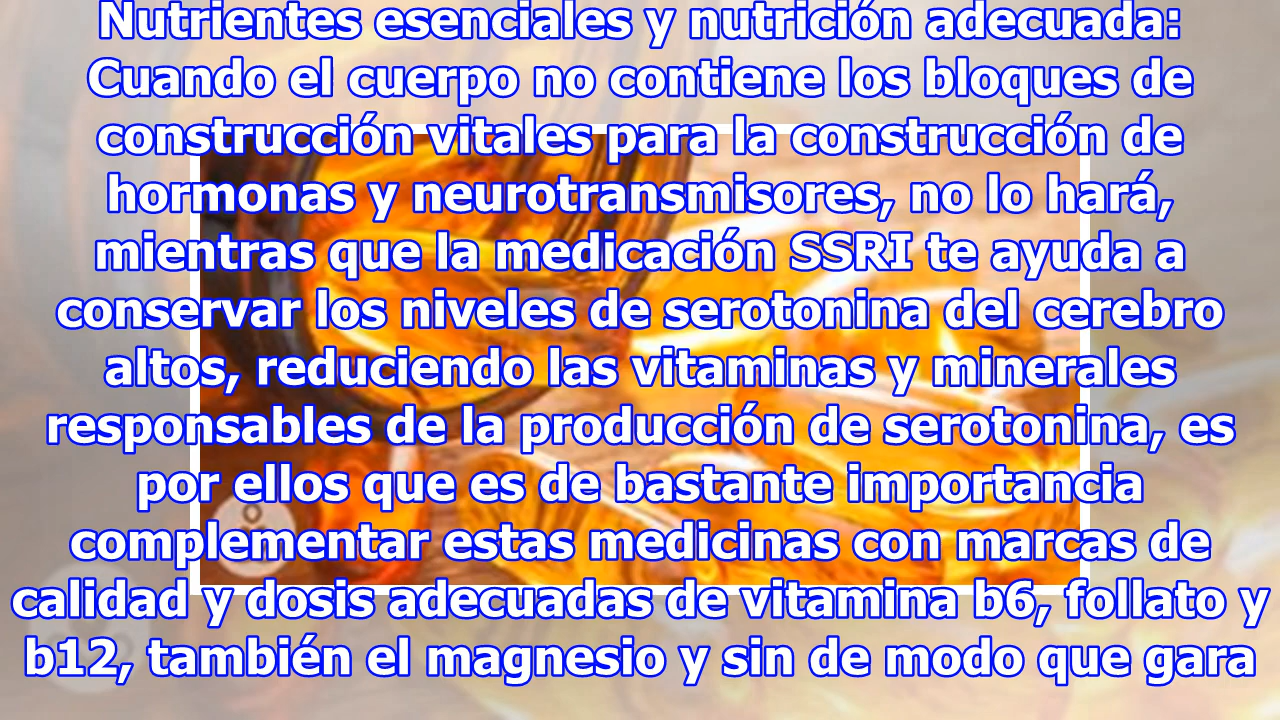 Nutrientes esenciales y nutrición adecuada:
Cuando el cuerpo no contiene los bloques de
construcción vitales para la construcción de
hormonas y neurotransmisores, no lo hará,
mientras que la medicación SSRI te ayuda a
conservar los niveles de serotonina del cerebro
altos, reduciendo las vitaminas y minerales
responsables de la producción de serotonina, es
por ellos que es de bastante importancia
complementar estas medicinas con marcas de
calidad y dosis adecuadas de vitamina b6, follato y
b12, también el magnesio y sin de modo que gara